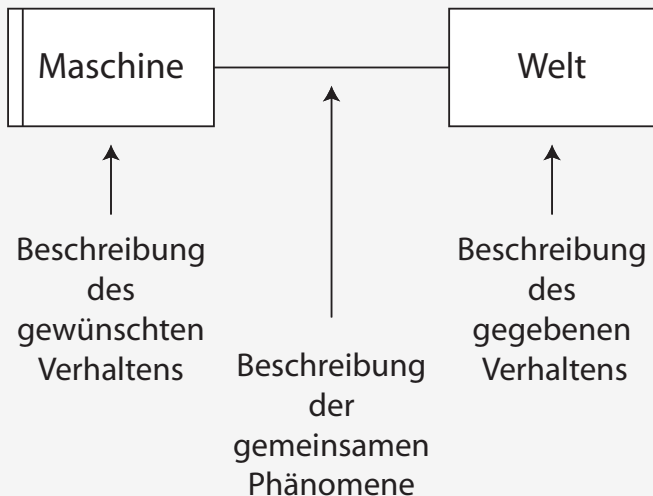 Maschine
Welt
Beschreibung
des
gewünschten
Verhaltens
Beschreibung
der
gemeinsamen
Phänomene
Beschreibung
des
gegebenen
Verhaltens